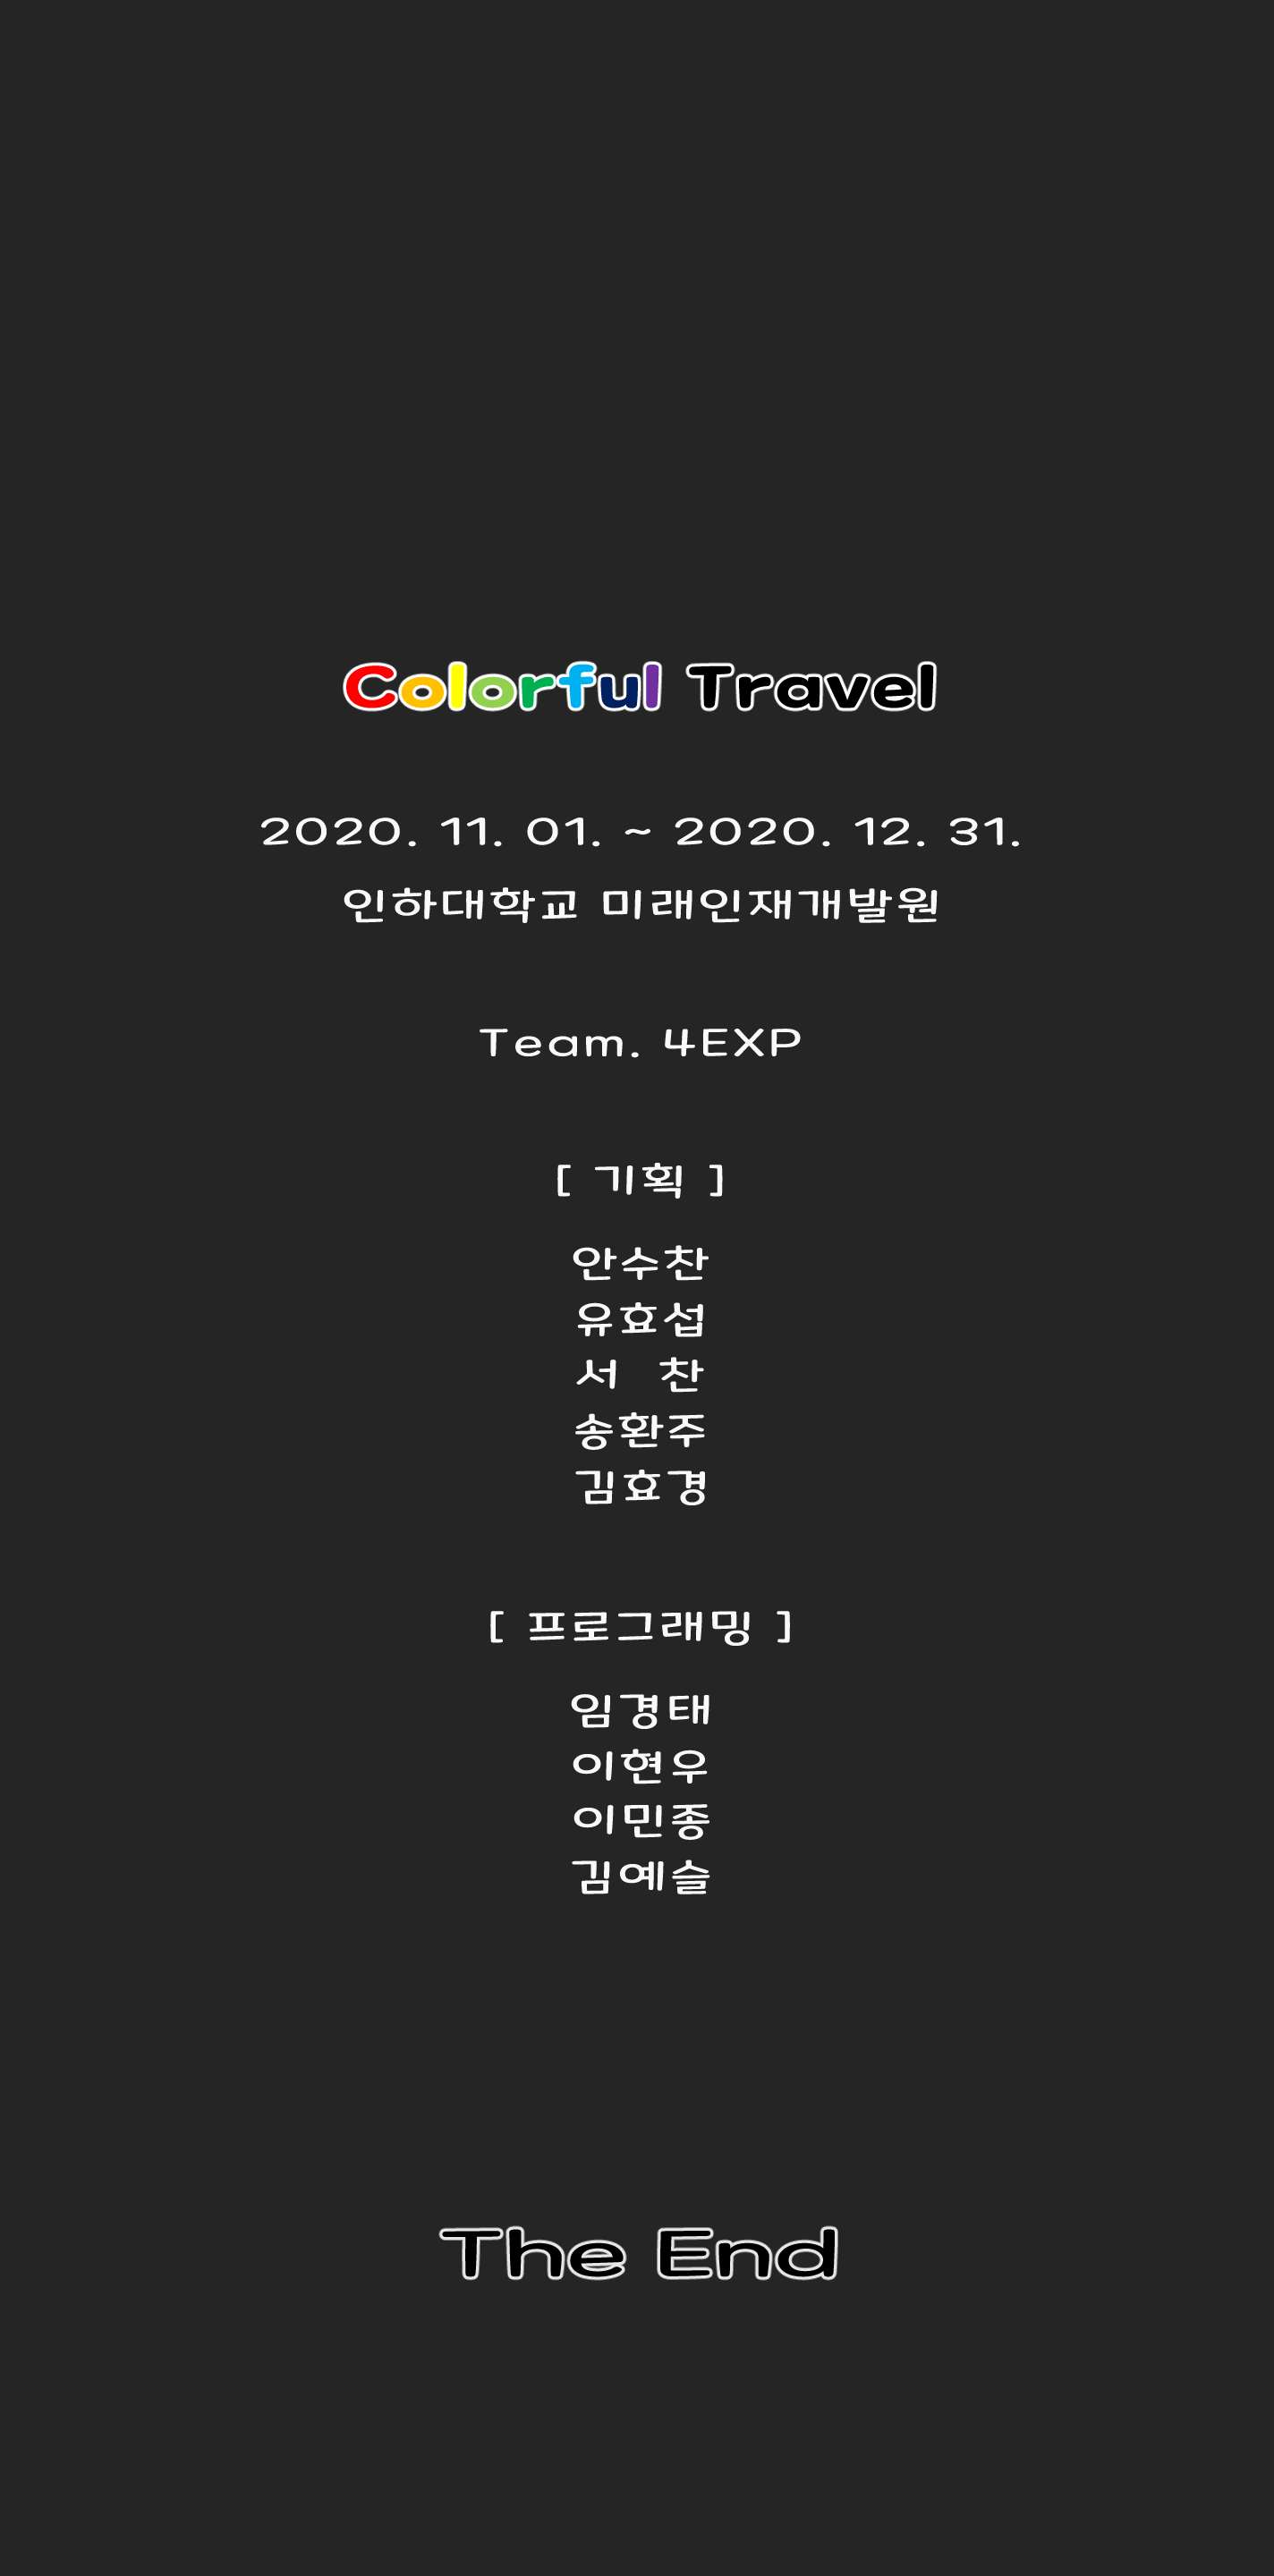 Colorful Travel
2020. 11. 01. ~ 2020. 12. 31.
인하대학교 미래인재개발원
Team. 4EXP
[ 기획 ]
안수찬
유효섭
서 찬
송환주
김효경
[ 프로그래밍 ]
임경태
이현우
이민종
김예슬
The End